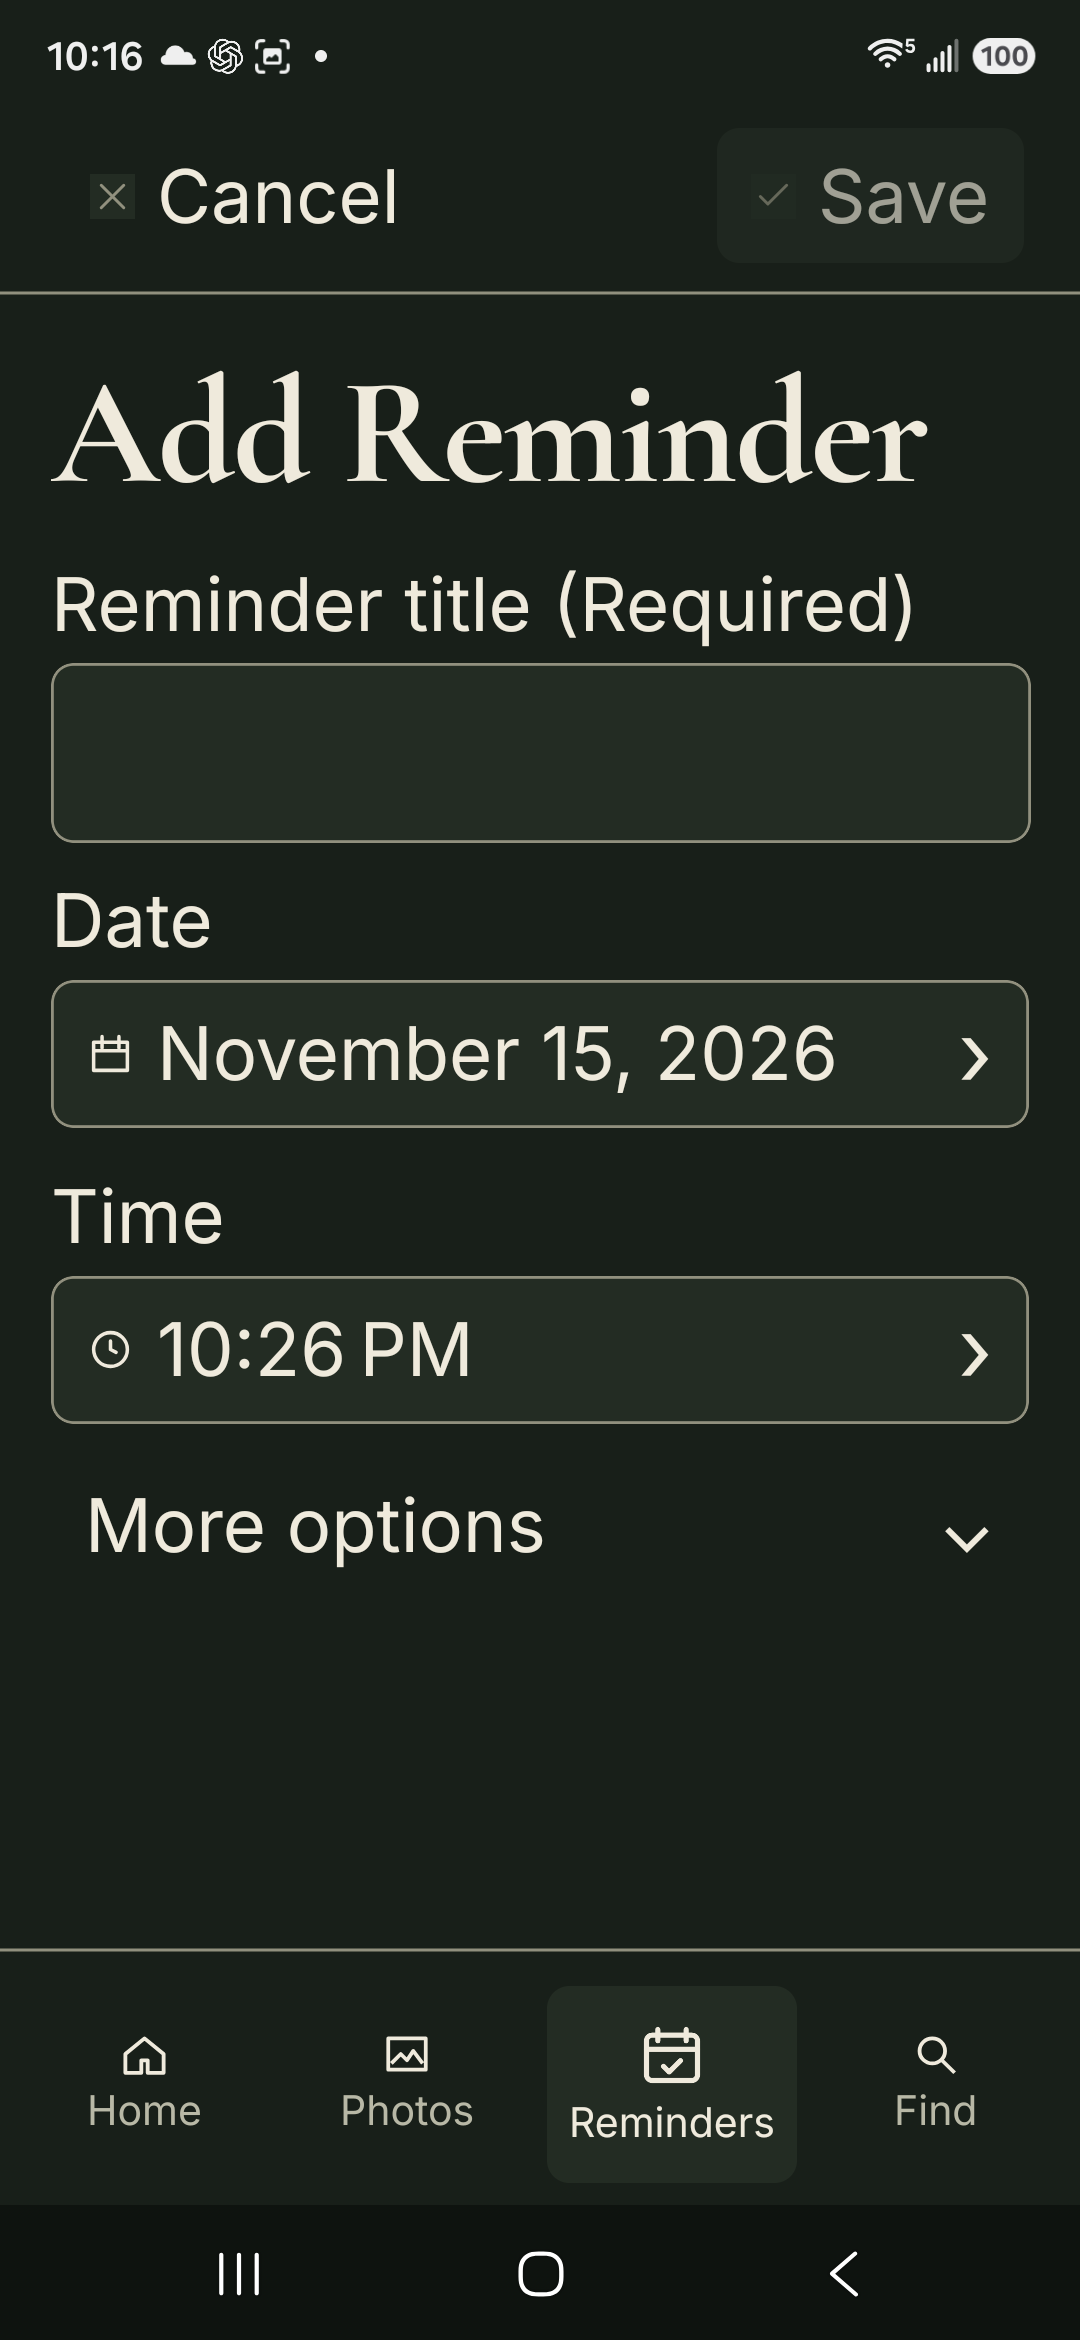 10:16 5 100
Cancel Save
Add Reminder
Reminder title (Required)
Date
November 15, 2026
Time
10:26 PM
More options
Home Photos Reminders Find